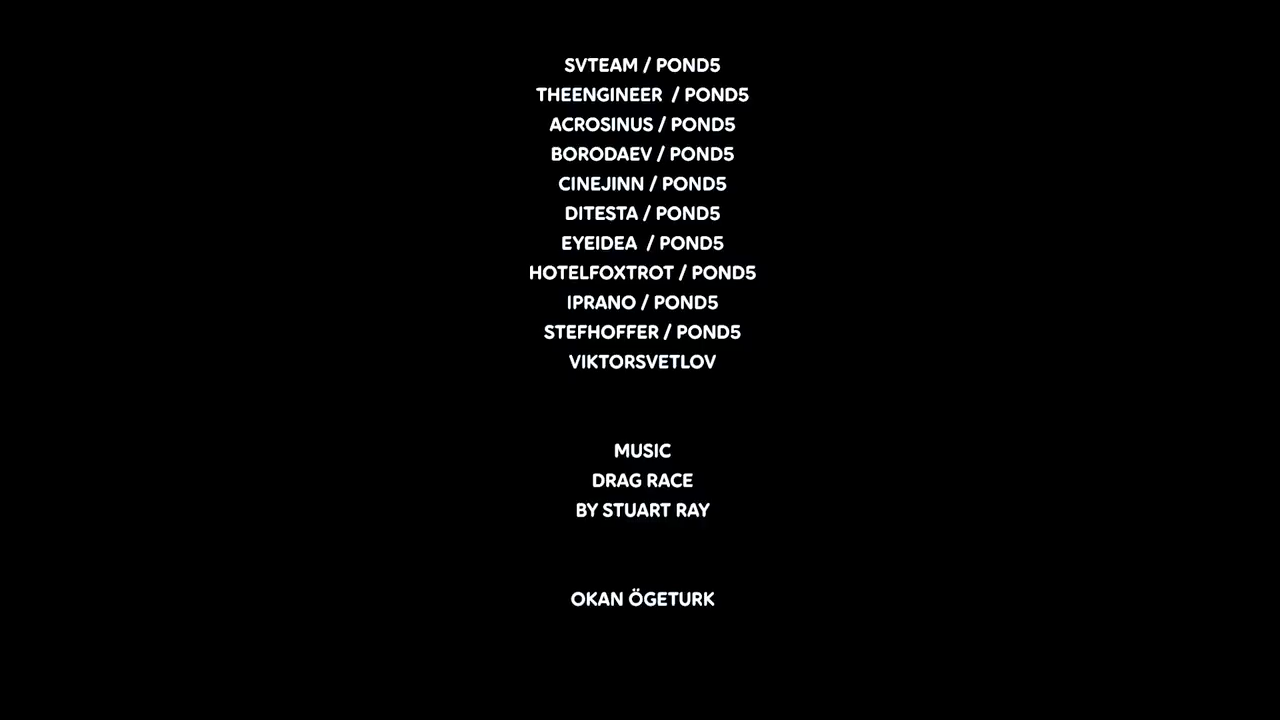 SVTEAM / POND5
THEENGINEER / POND5
ACROSINUS / POND5
BORODAEV / POND5
CINEJINN / POND5
DITESTA / POND5
EYEIDEA / POND5
HOTELFOXTROT / POND5
IPRANO / POND5
STEFHOFFER / POND5
VIKTORSVETLOV
MUSIC
DRAG RACE
BY STUART RAY
OKAN ÖGETURK